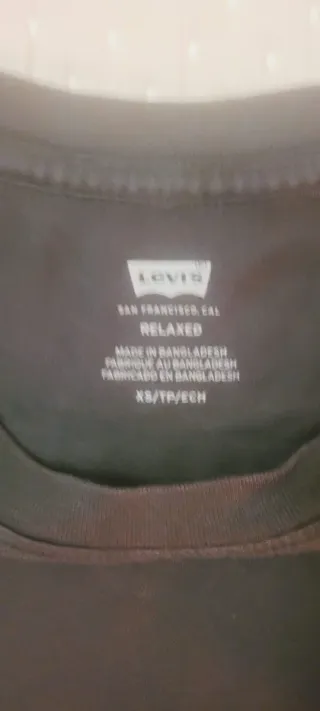 LEVI'S
SAN FRANCISCO, CAL
RELAXED
MADE IN BANGLADESH
FABRIQUÉ AU BANGLADESH
FABRICADO EN BANGLADESH
XS/TP/ECH